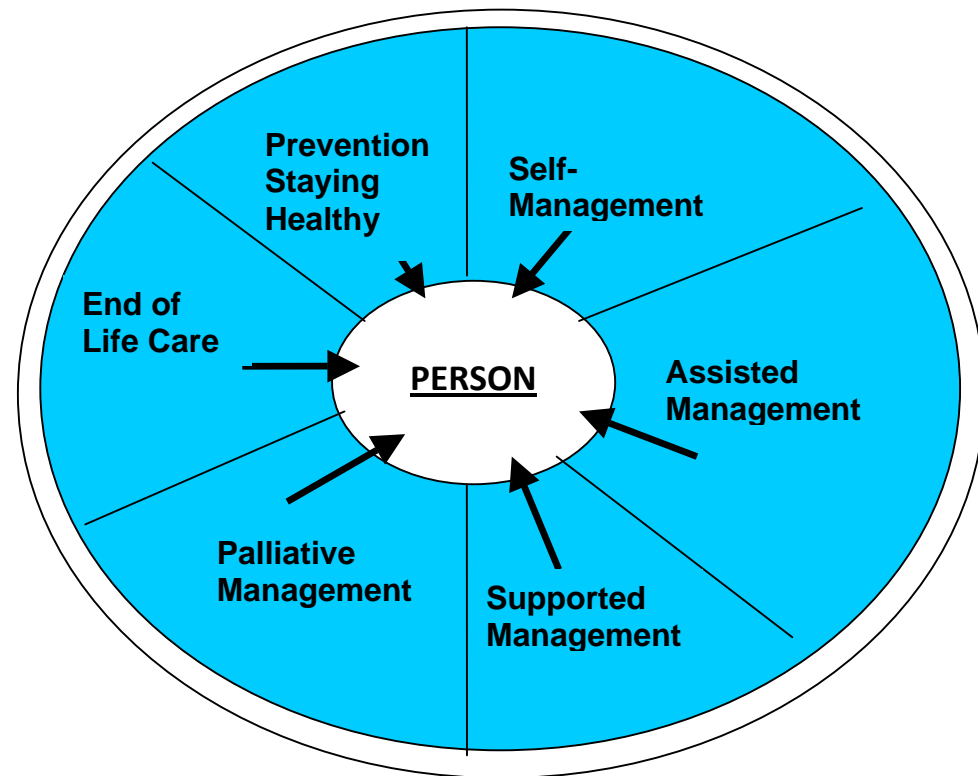 Prevention
Staying
Healthy
Self-
Management
Assisted
Management
Supported
Management
Palliative
Management
End of
Life Care
PERSON